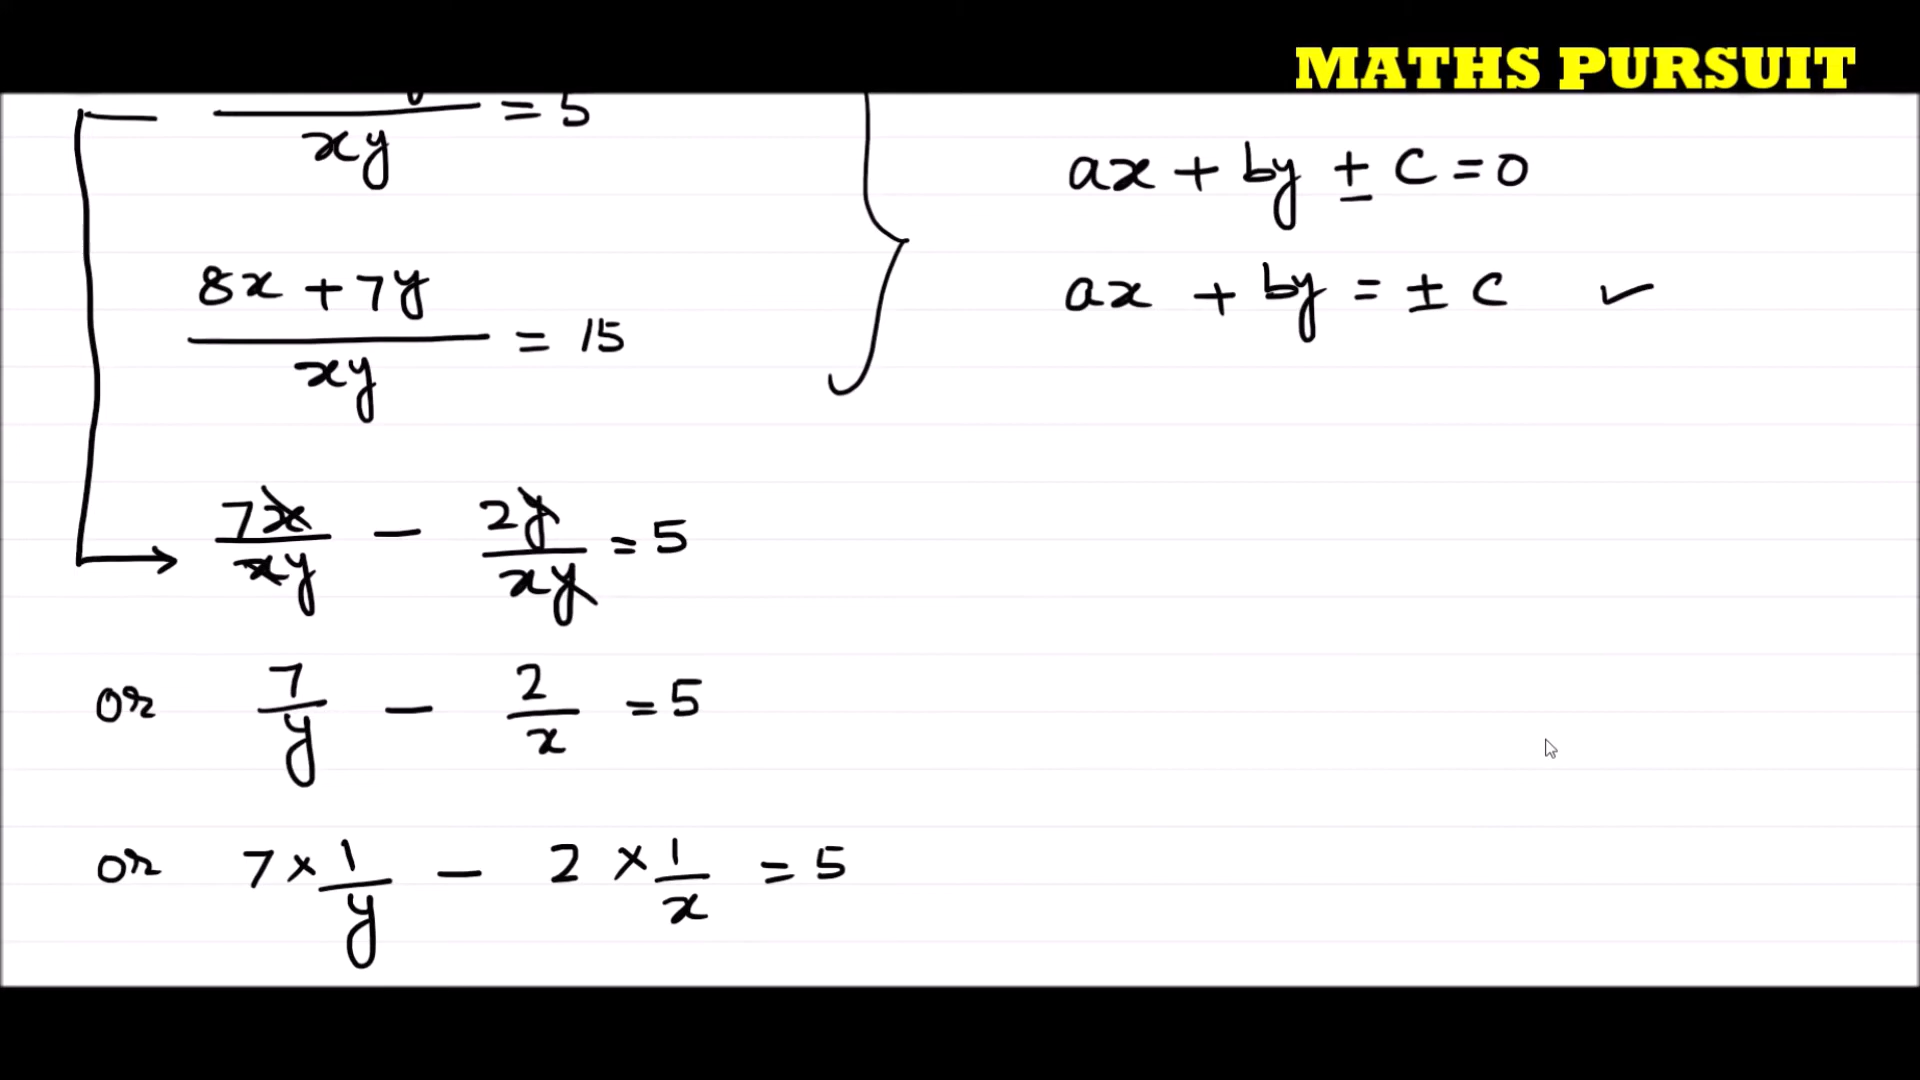 MATHS PURSUIT
xy = 5
8x + 7y
xy = 15
7x/xy - 2y/xy = 5
or 7/y - 2/x = 5
or 7 × 1/y - 2 × 1/x = 5
ax + by ± c = 0
ax + by = ± c ✓